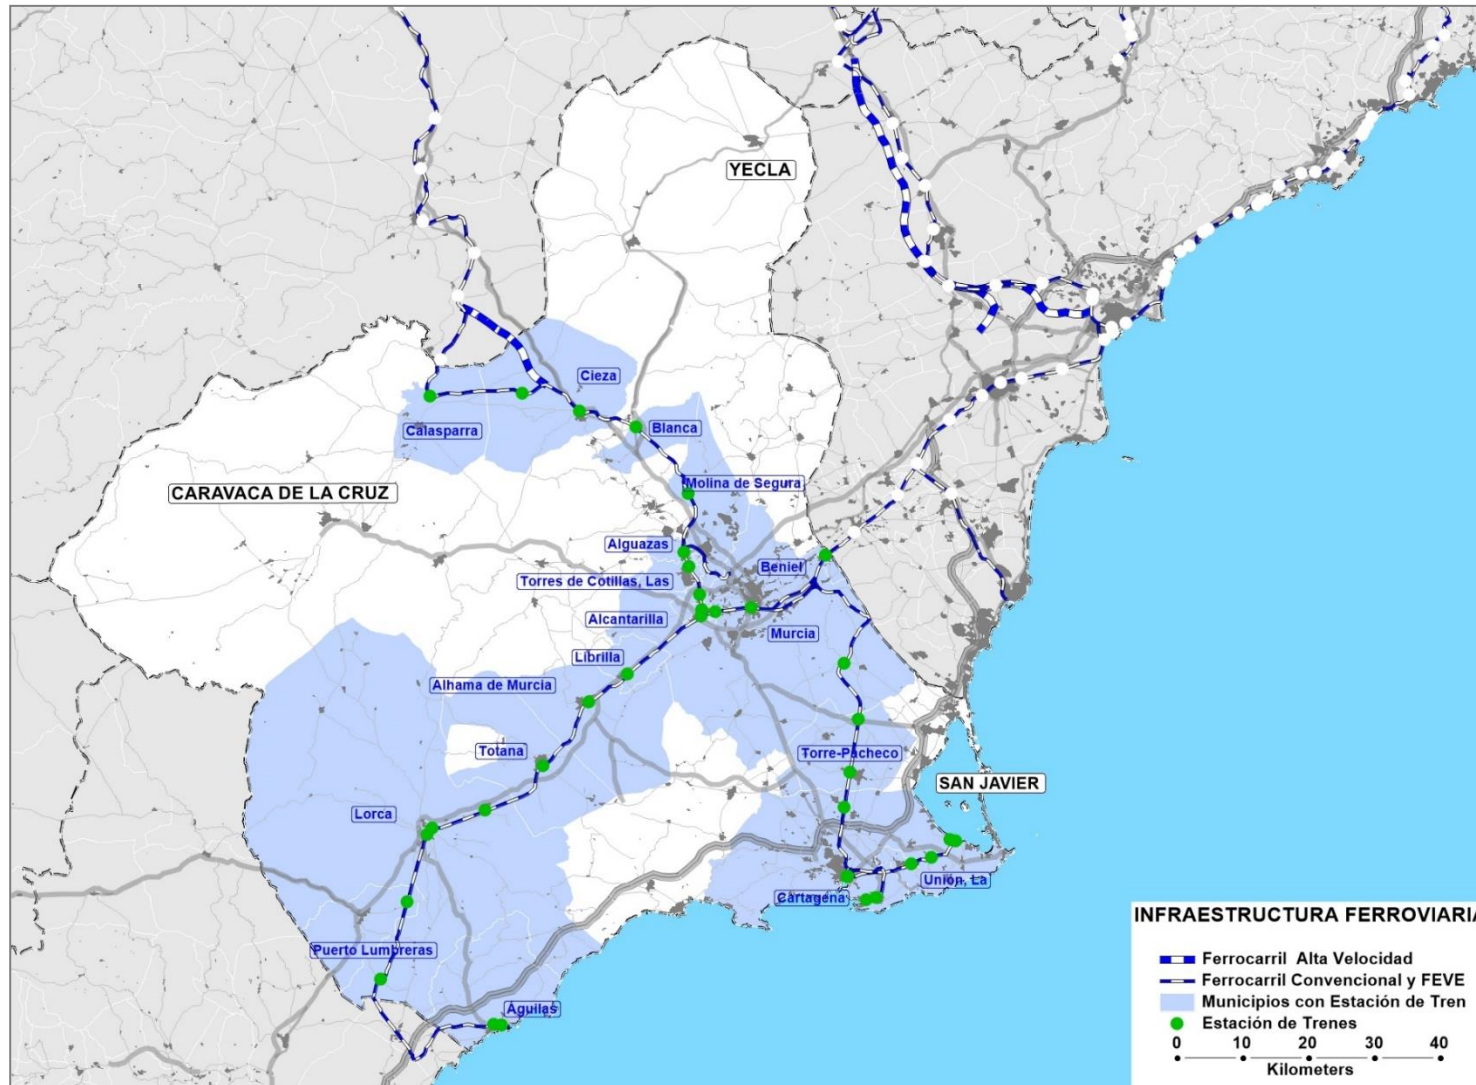 YECLA
Cieza
Calasparra
Blanca
CARAVACA DE LA CRUZ
Molina de Segura
Alguazas
Beniel
Torres de Cotillas, Las
Alcantarilla
Murcia
Librilla
Alhama de Murcia
Totana
Torre-Pacheco
SAN JAVIER
Lorca
Unión, La
Cartagena
Puerto Lumbreras
Águilas
INFRAESTRUCTURA FERROVIARIA
Ferrocarril Alta Velocidad
Ferrocarril Convencional y FEVE
Municipios con Estación de Tren
Estación de Trenes
0 10 20 30 40
Kilometers